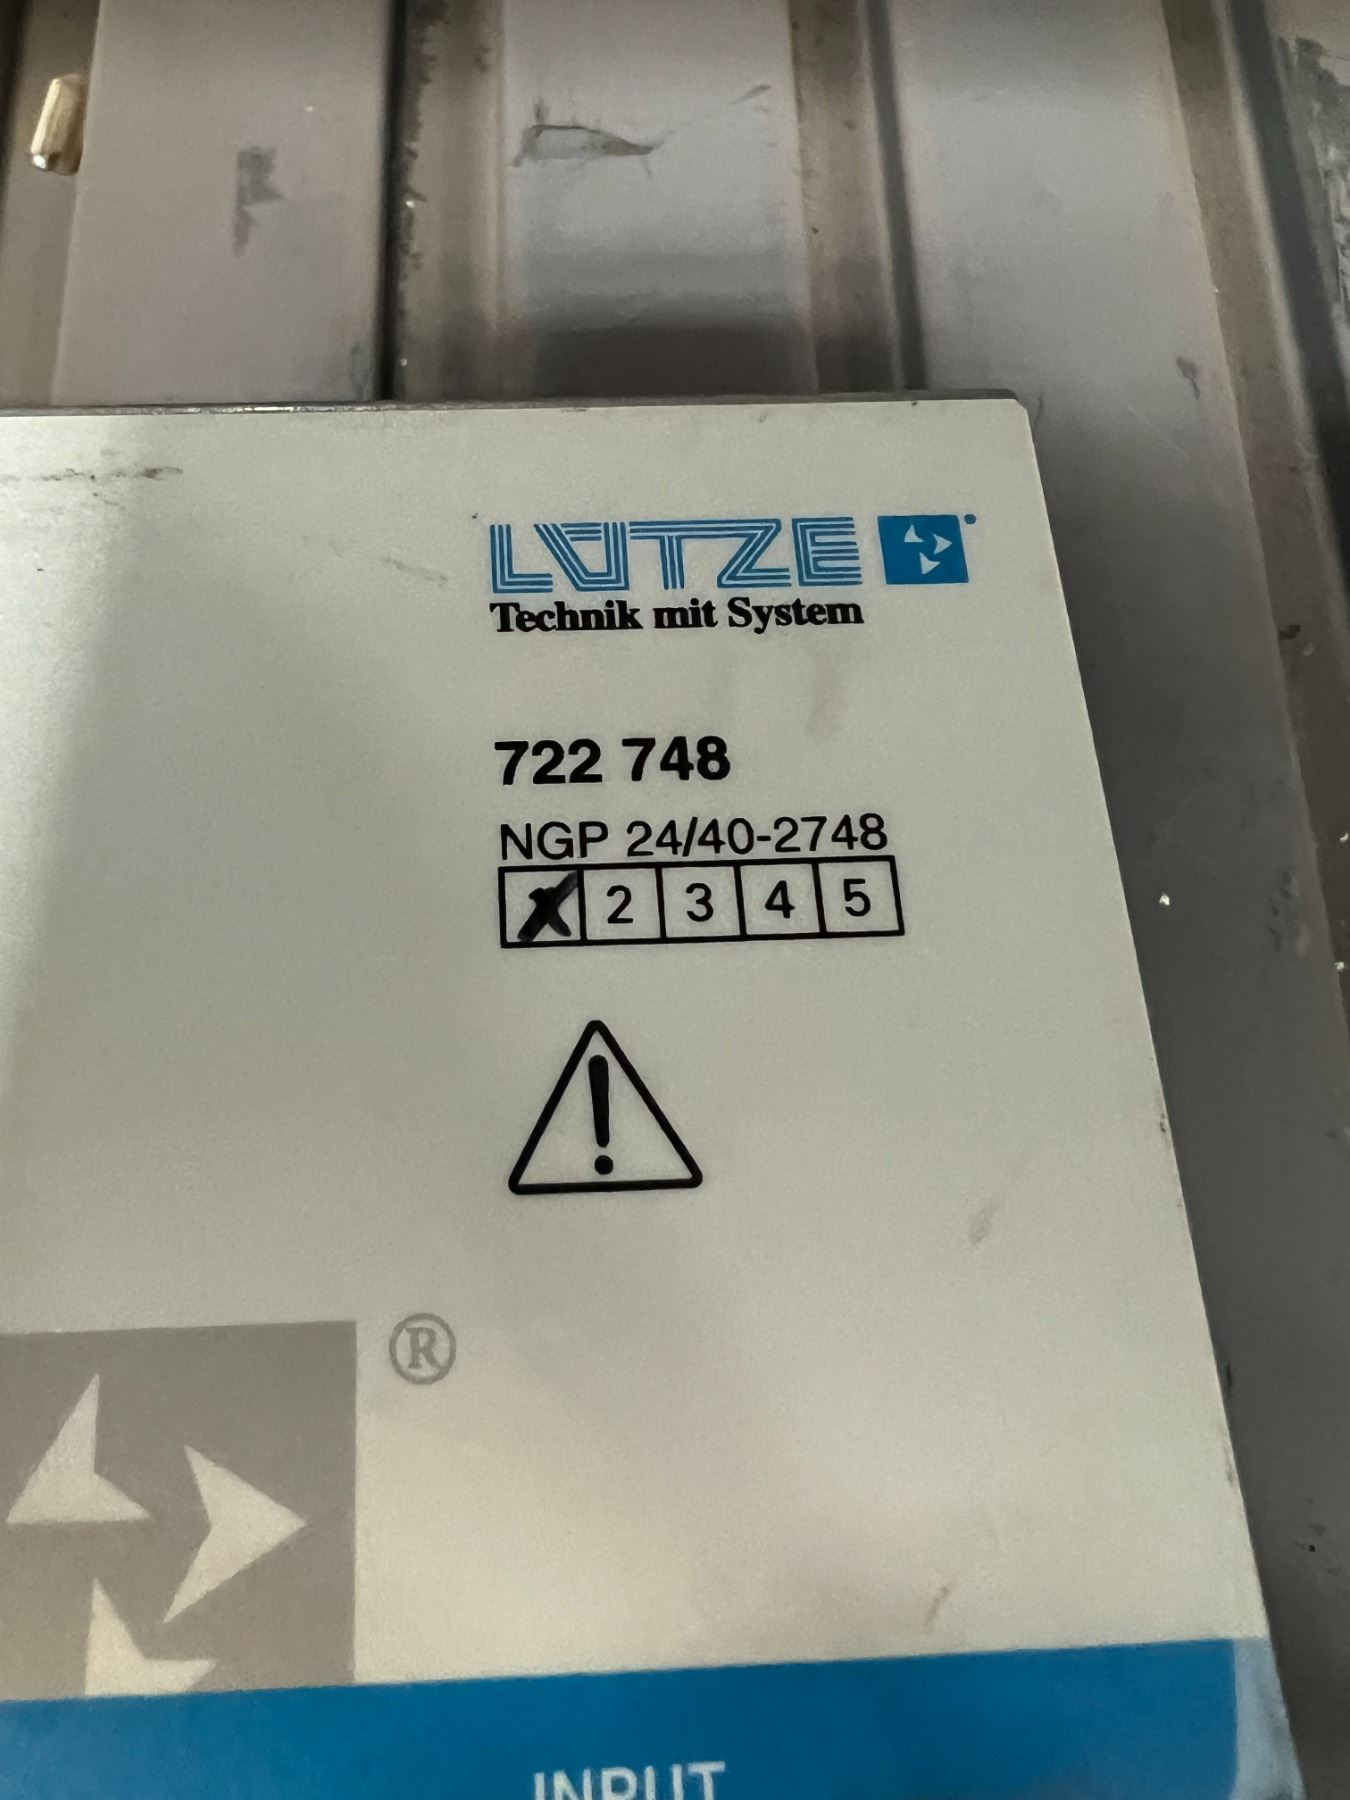 LÜTZE
Technik mit System
722 748
NGP 24/40-2748
X 2 3 4 5
!
®
INPUT